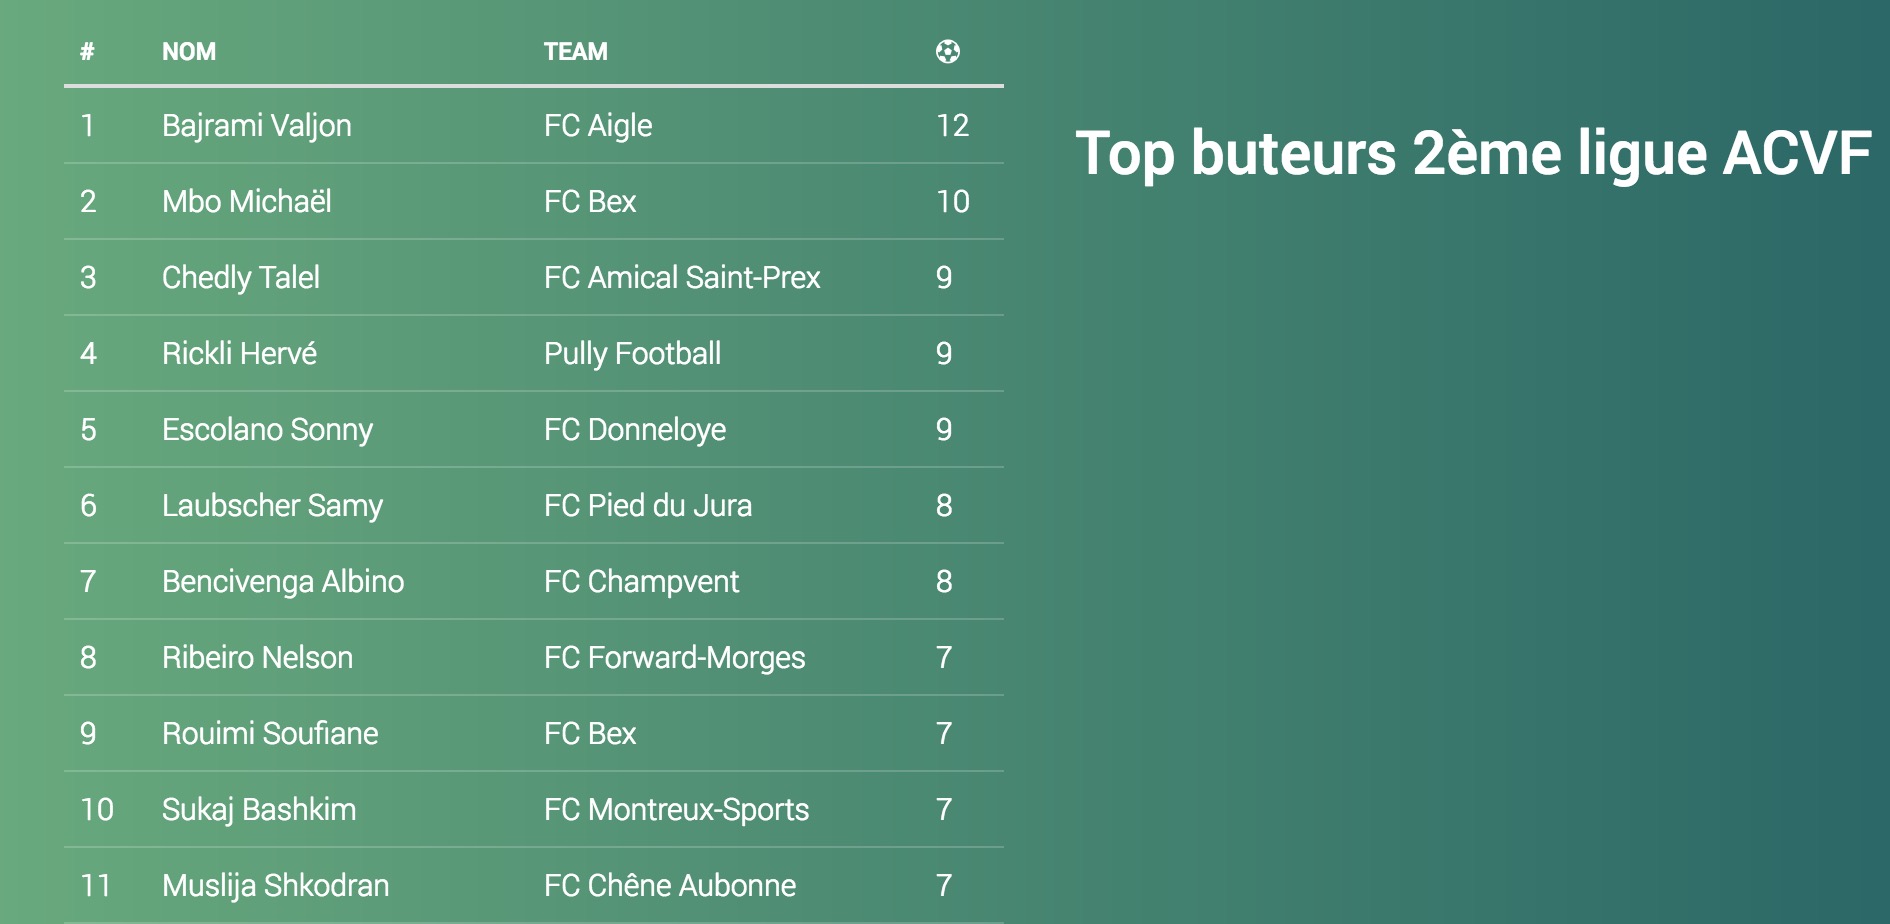 # NOM TEAM
1 Bajrami Valjon FC Aigle 12
2 Mbo Michaël FC Bex 10
3 Chedly Talel FC Amical Saint-Prex 9
4 Rickli Hervé Pully Football 9
5 Escolano Sonny FC Donneloye 9
6 Laubscher Samy FC Pied du Jura 8
7 Bencivenga Albino FC Champvent 8
8 Ribeiro Nelson FC Forward-Morges 7
9 Rouimi Soufiane FC Bex 7
10 Sukaj Bashkim FC Montreux-Sports 7
11 Muslija Shkodran FC Chêne Aubonne 7
Top buteurs 2ème ligue ACVF